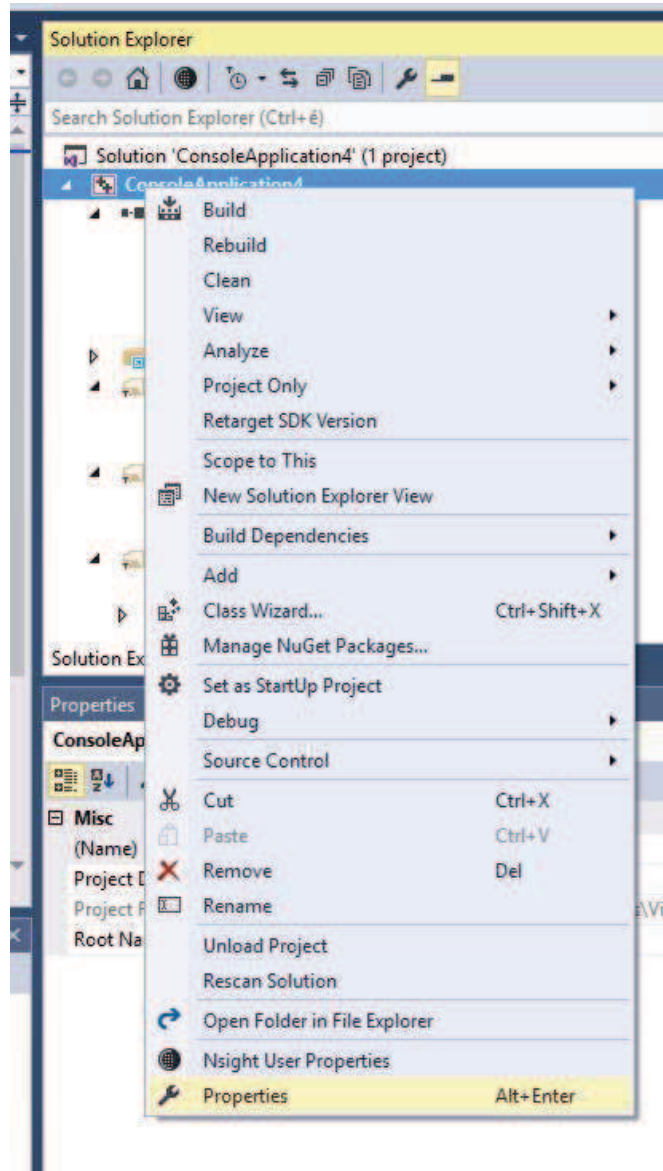 Solution Explorer
Search Solution Explorer (Ctrl+é)
Solution 'ConsoleApplication4' (1 project)
ConsoleApplication4
Build
Rebuild
Clean
View
Analyze
Project Only
Retarget SDK Version
Scope to This
New Solution Explorer View
Build Dependencies
Add
Class Wizard... Ctrl+Shift+X
Manage NuGet Packages...
Solution Ex
Set as StartUp Project
Properties
Debug
ConsoleAp
Source Control
Cut Ctrl+X
Misc
Paste Ctrl+V
(Name)
Remove Del
Project D
Rename
Project F
Root Na
Unload Project
Rescan Solution
Open Folder in File Explorer
Nsight User Properties
Properties Alt+Enter